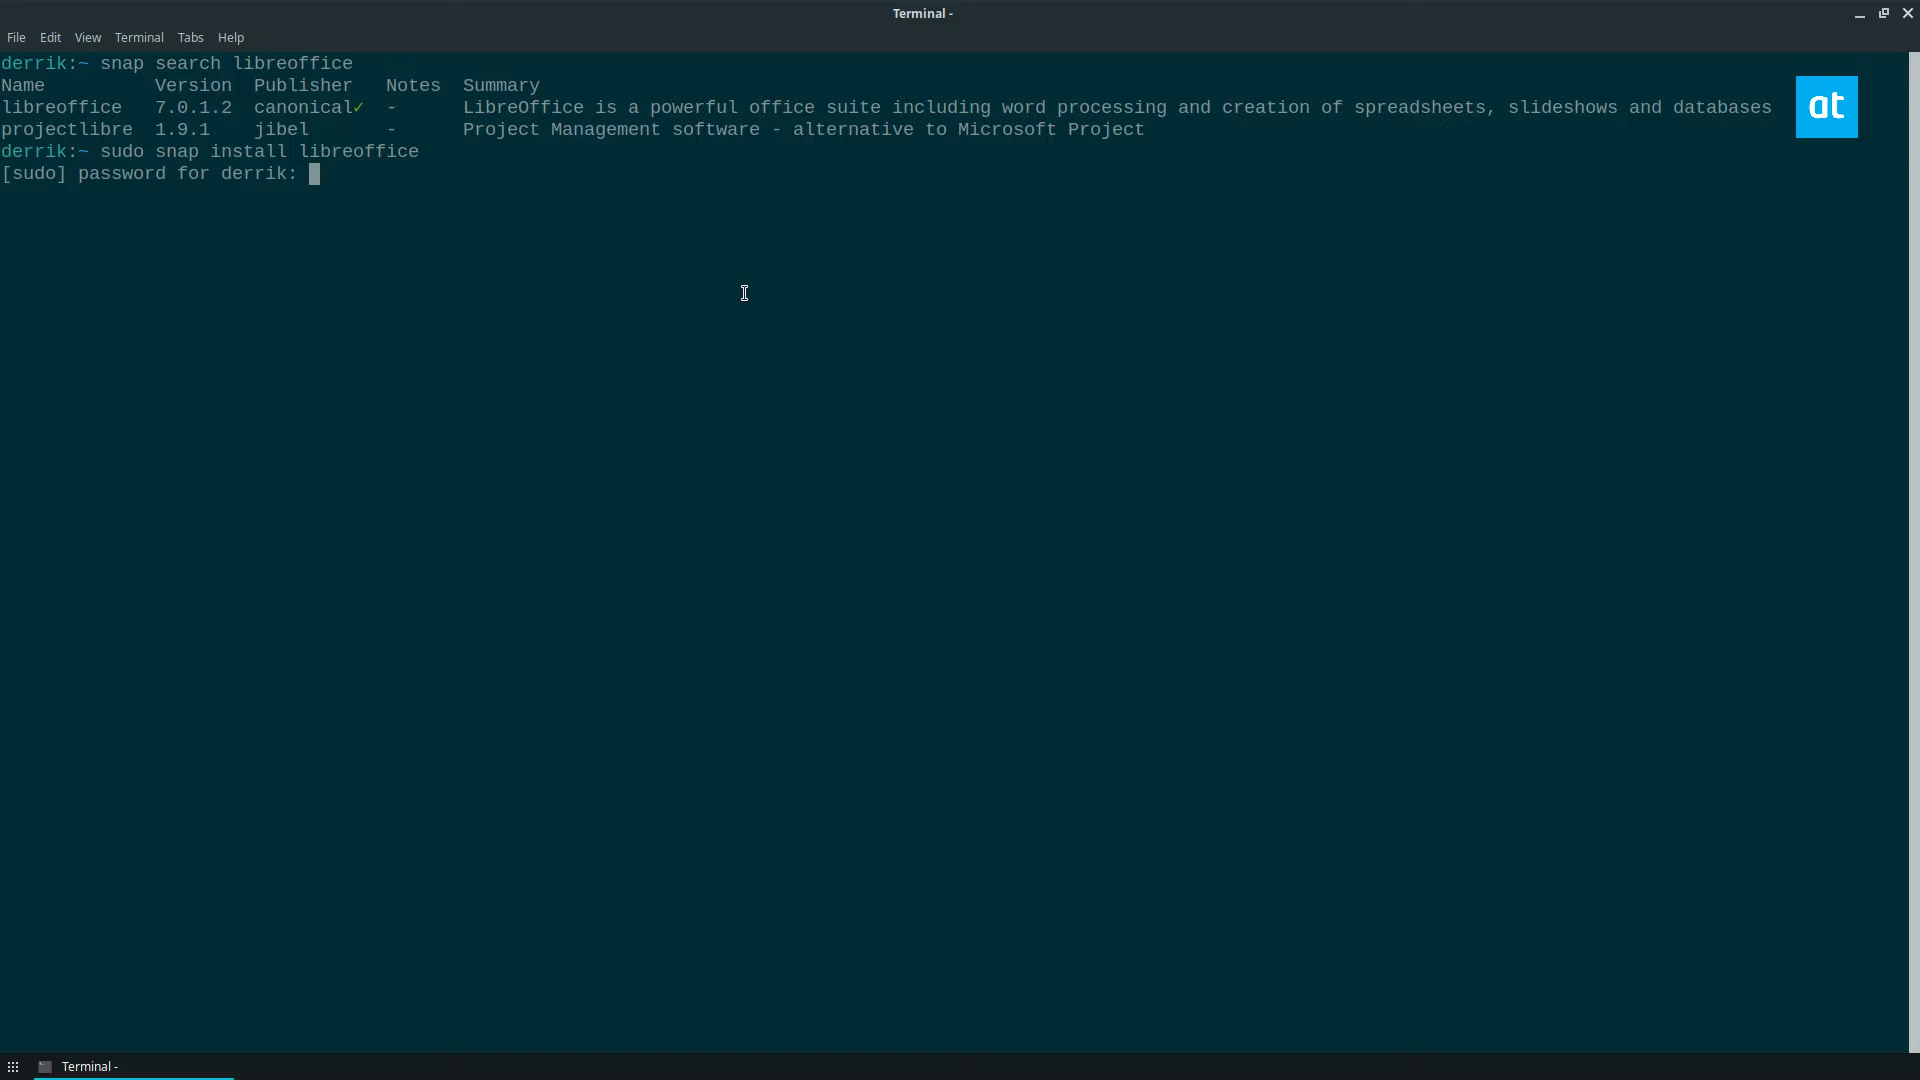 Terminal -
File Edit View Terminal Tabs Help
derrik:~ snap search libreoffice
Name Version Publisher Notes Summary
libreoffice 7.0.1.2 canonical✓ - LibreOffice is a powerful office suite including word processing and creation of spreadsheets, slideshows and databases
projectlibre 1.9.1 jibel - Project Management software - alternative to Microsoft Project
at
derrik:~ sudo snap install libreoffice
[sudo] password for derrik:
Terminal -